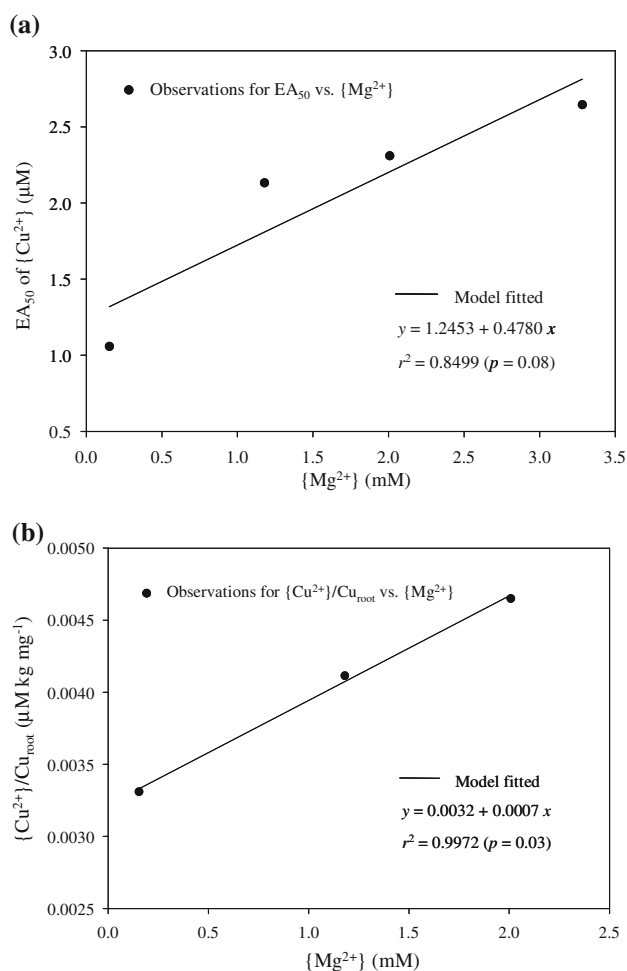 (a)
3.0
2.5
2.0
1.5
1.0
0.5
EA₅₀ of {Cu²⁺} (μM)
● Observations for EA₅₀ vs. {Mg²⁺}
Model fitted
y = 1.2453 + 0.4780 x
r² = 0.8499 (p = 0.08)
0.0 0.5 1.0 1.5 2.0 2.5 3.0 3.5
{Mg²⁺} (mM)
(b)
0.0050
0.0045
0.0040
0.0035
0.0030
0.0025
{Cu²⁺}/Cu_root (μM kg mg⁻¹)
● Observations for {Cu²⁺}/Cu_root vs. {Mg²⁺}
Model fitted
y = 0.0032 + 0.0007 x
r² = 0.9972 (p = 0.03)
0.0 0.5 1.0 1.5 2.0 2.5
{Mg²⁺} (mM)